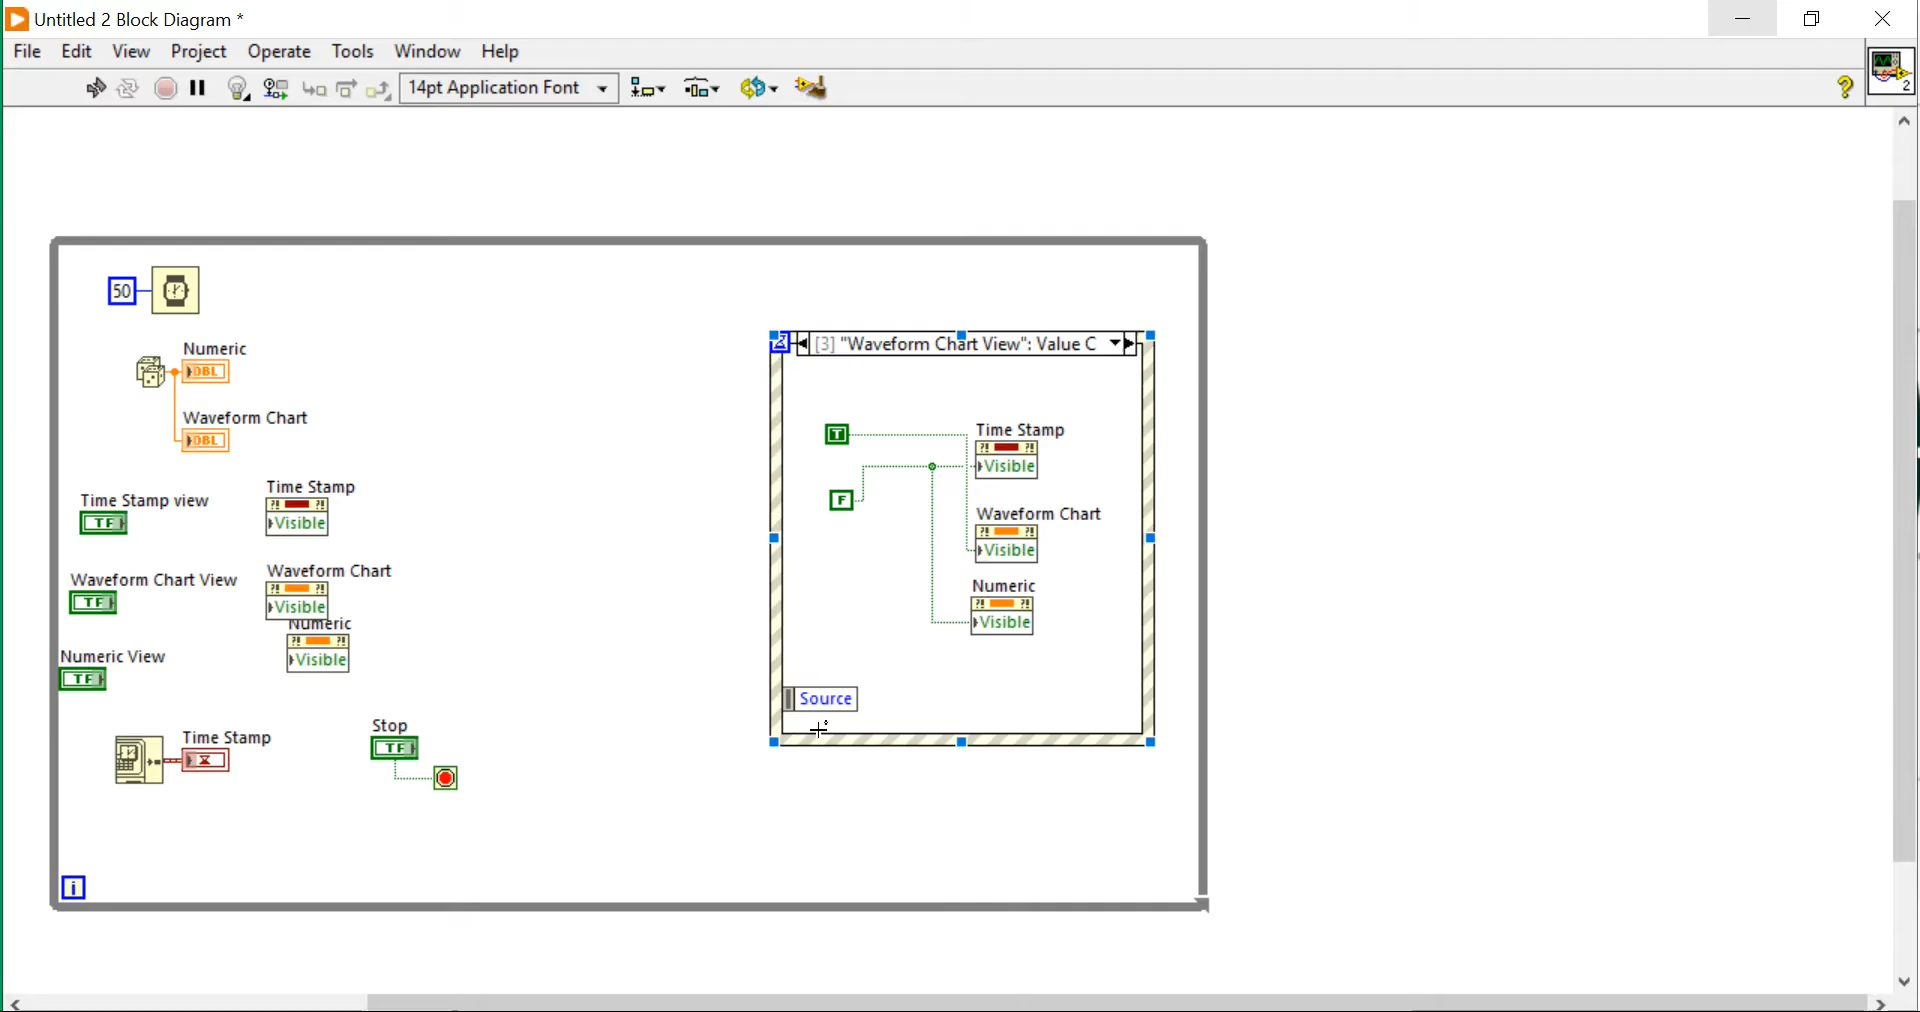 Untitled 2 Block Diagram *
File Edit View Project Operate Tools Window Help
14pt Application Font
?
2
50
Numeric
DBL
Waveform Chart
DBL
Time Stamp view
TF
Time Stamp
?! ?!
Visible
Waveform Chart View
TF
Waveform Chart
?! ?!
Visible
Numeric
?! ?!
Visible
Numeric View
TF
Time Stamp
Stop
TF
i
[3] "Waveform Chart View": Value C
T
F
Time Stamp
?! ?!
Visible
Waveform Chart
?! ?!
Visible
Numeric
?! ?!
Visible
Source